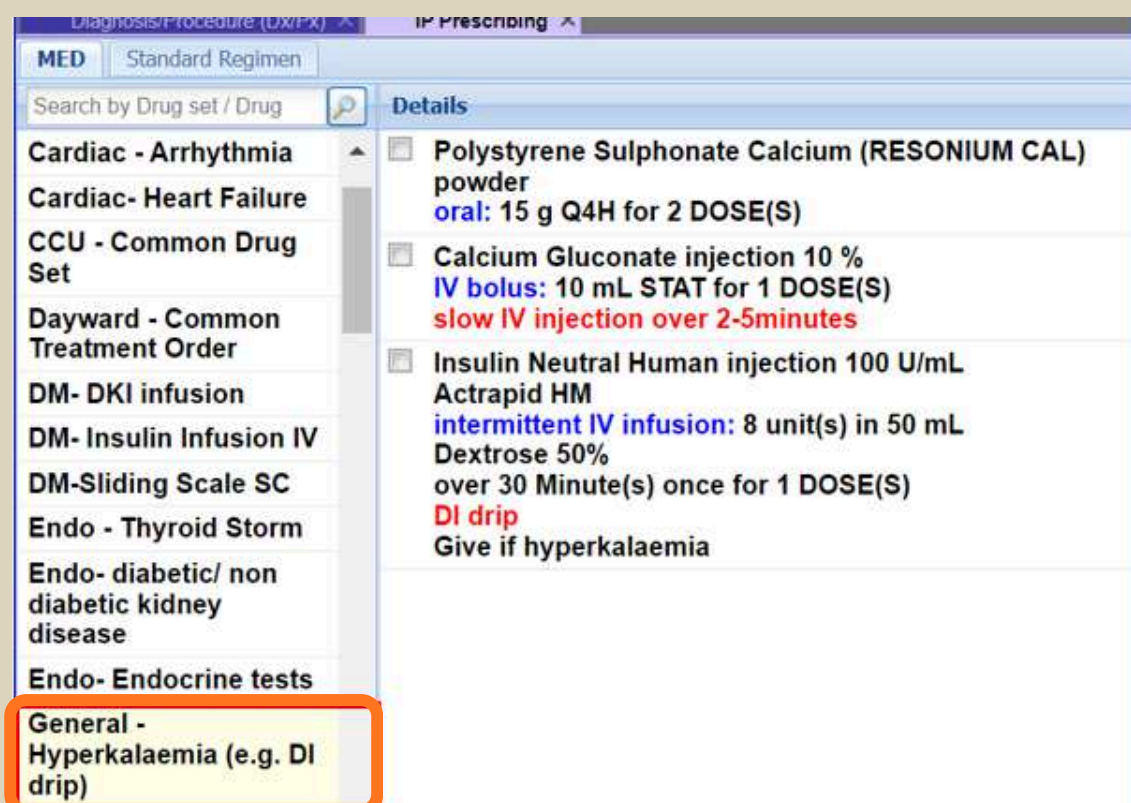 Diagnosis/Procedure (Dx/Px) ×
IP Prescribing ×
MED
Standard Regimen
Search by Drug set / Drug
Details
Cardiac - Arrhythmia
Cardiac- Heart Failure
CCU - Common Drug
Set
Dayward - Common
Treatment Order
DM- DKI infusion
DM- Insulin Infusion IV
DM-Sliding Scale SC
Endo - Thyroid Storm
Endo- diabetic/ non
diabetic kidney
disease
Endo- Endocrine tests
General -
Hyperkalaemia (e.g. DI
drip)
Polystyrene Sulphonate Calcium (RESONIUM CAL)
powder
oral: 15 g Q4H for 2 DOSE(S)
Calcium Gluconate injection 10 %
IV bolus: 10 mL STAT for 1 DOSE(S)
slow IV injection over 2-5minutes
Insulin Neutral Human injection 100 U/mL
Actrapid HM
intermittent IV infusion: 8 unit(s) in 50 mL
Dextrose 50%
over 30 Minute(s) once for 1 DOSE(S)
DI drip
Give if hyperkalaemia